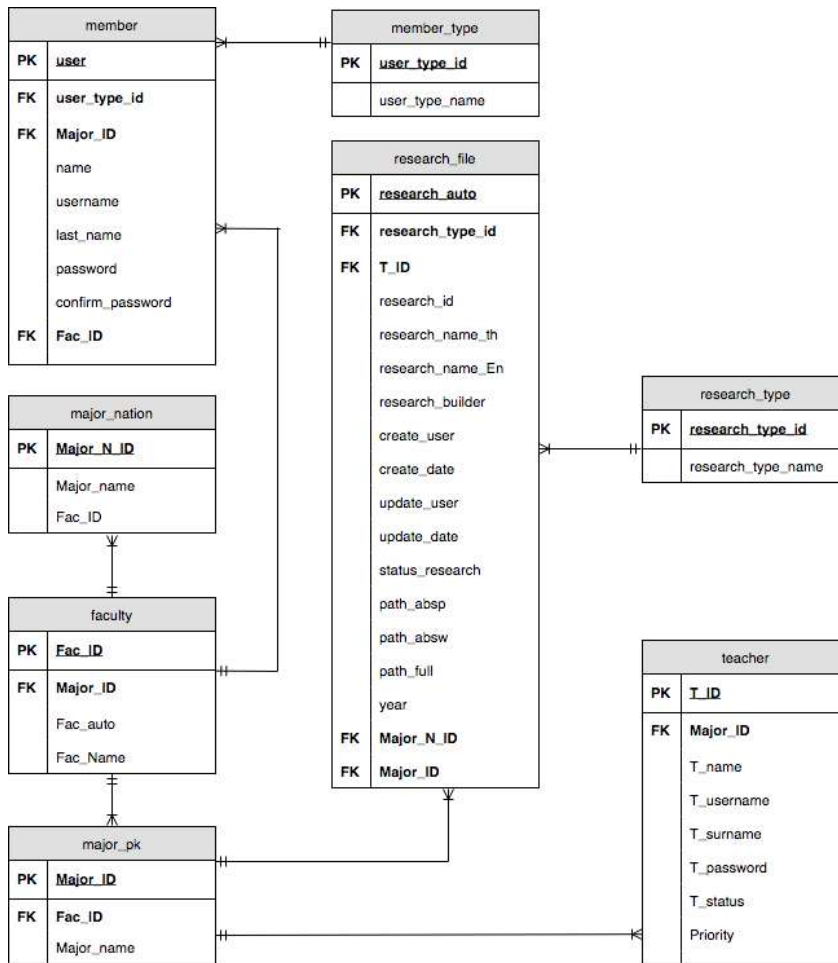 member
PK user
FK user_type_id
FK Major_ID
name
username
last_name
password
confirm_password
FK Fac_ID
member_type
PK user_type_id
user_type_name
research_file
PK research_auto
FK research_type_id
FK T_ID
research_id
research_name_th
research_name_En
research_builder
create_user
create_date
update_user
update_date
status_research
path_absp
path_absw
path_full
year
FK Major_N_ID
FK Major_ID
major_nation
PK Major_N_ID
Major_name
Fac_ID
research_type
PK research_type_id
research_type_name
faculty
PK Fac_ID
FK Major_ID
Fac_auto
Fac_Name
teacher
PK T_ID
FK Major_ID
T_name
T_username
T_surname
T_password
T_status
Priority
major_pk
PK Major_ID
FK Fac_ID
Major_name